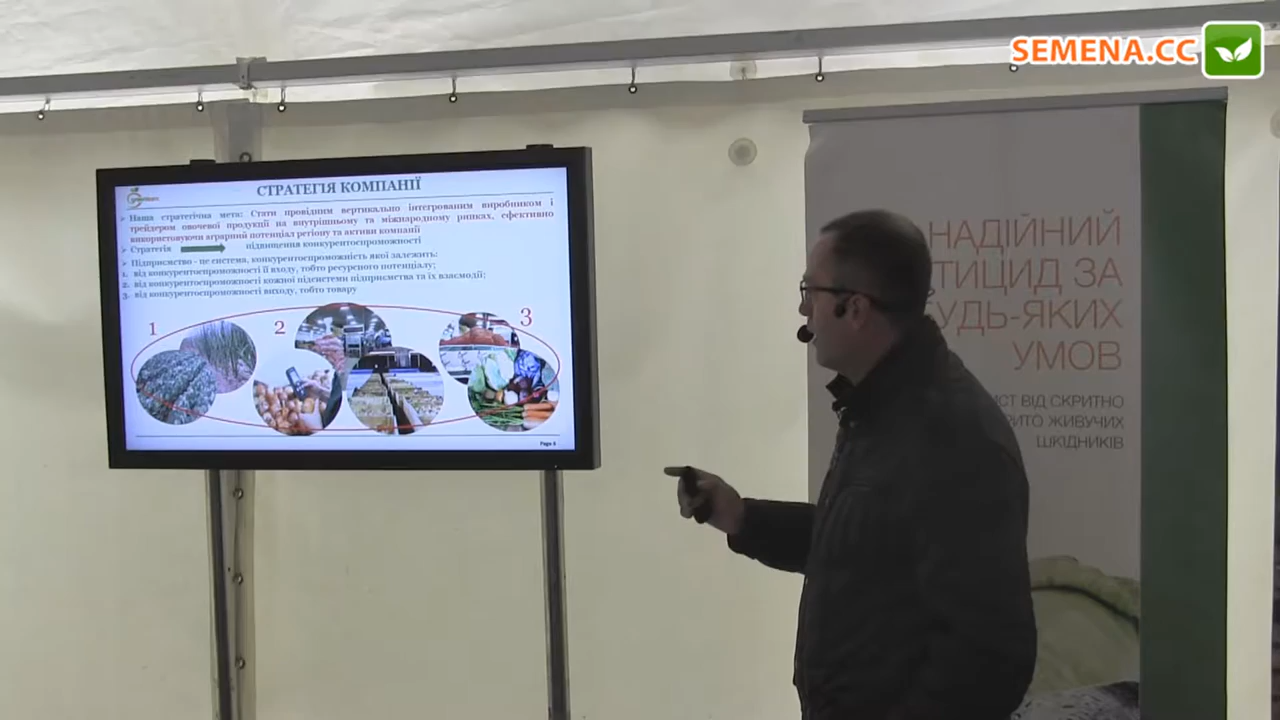 SEMENA.CC
СТРАТЕГІЯ КОМПАНІЇ
Наша стратегічна мета: Стати провідним вертикально інтегрованим виробником і
трейдером овочевої продукції на внутрішньому та міжнародному ринках, ефективно
використовуючи аграрний потенціал регіону та активи компанії
Стратегія підвищення конкурентоспроможності
Підприємство - це система, конкурентоспроможність якої залежить:
1. від конкурентоспроможності її входу, тобто ресурсного потенціалу;
2. від конкурентоспроможності кожної підсистеми підприємства та їх взаємодії;
3. від конкурентоспроможності виходу, тобто товару
1 2 3
НАДІЙНИЙ
ТИЦИД ЗА
УДЬ-ЯКИХ
УМОВ
ИСТ ВІД СКРИТНО
РИТО ЖИВУЧИХ
ШКІДНИКІВ